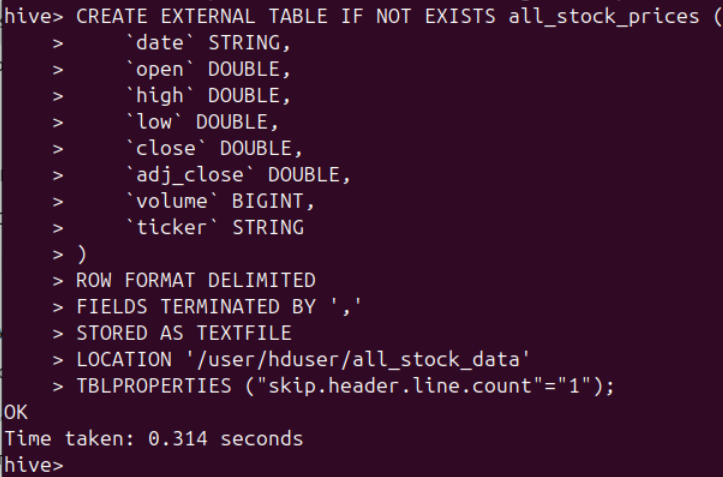 hive> CREATE EXTERNAL TABLE IF NOT EXISTS all_stock_prices (
    >     `date` STRING,
    >     `open` DOUBLE,
    >     `high` DOUBLE,
    >     `low` DOUBLE,
    >     `close` DOUBLE,
    >     `adj_close` DOUBLE,
    >     `volume` BIGINT,
    >     `ticker` STRING
    > )
    > ROW FORMAT DELIMITED
    > FIELDS TERMINATED BY ','
    > STORED AS TEXTFILE
    > LOCATION '/user/hduser/all_stock_data'
    > TBLPROPERTIES ("skip.header.line.count"="1");
OK
Time taken: 0.314 seconds
hive>